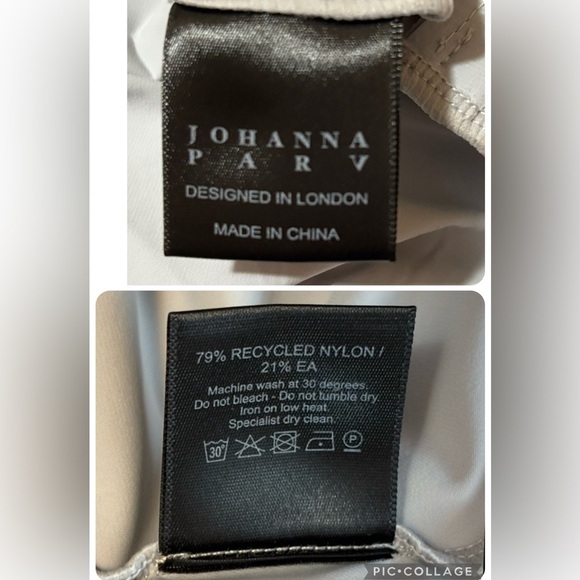 JOHANNA
PARV
DESIGNED IN LONDON
MADE IN CHINA
79% RECYCLED NYLON /
21% EA
Machine wash at 30 degrees.
Do not bleach - Do not tumble dry.
Iron on low heat.
Specialist dry clean.
30° P
PIC•COLLAGE